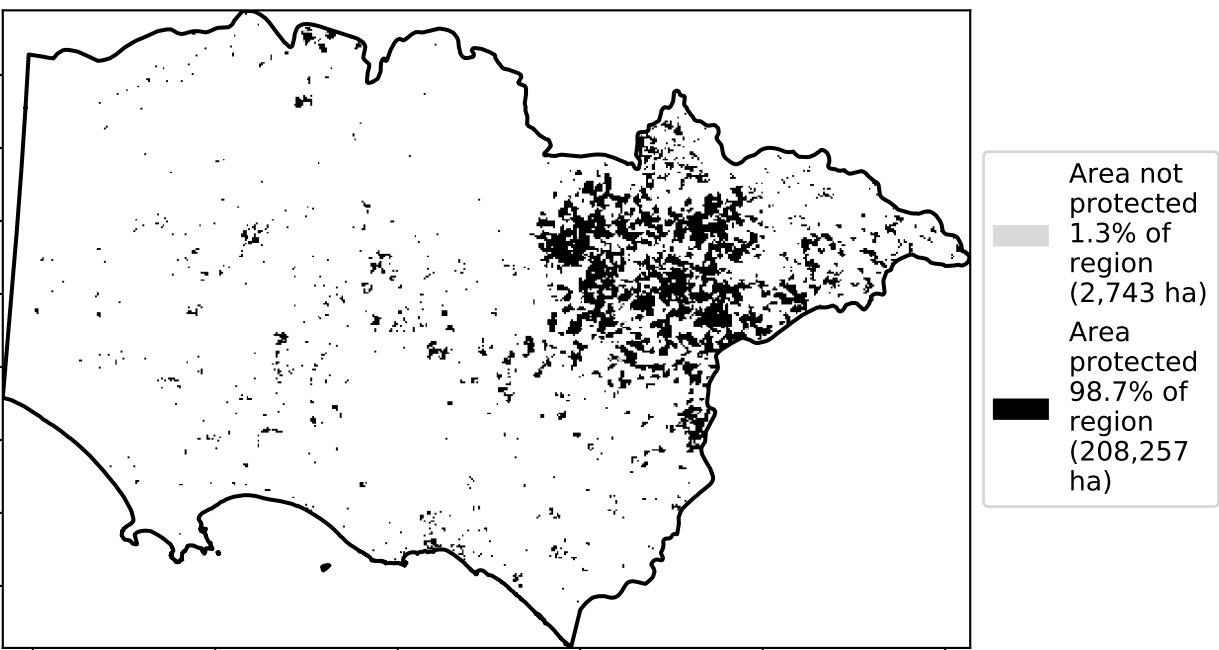 Area not
protected
1.3% of
region
(2,743 ha)
Area
protected
98.7% of
region
(208,257
ha)